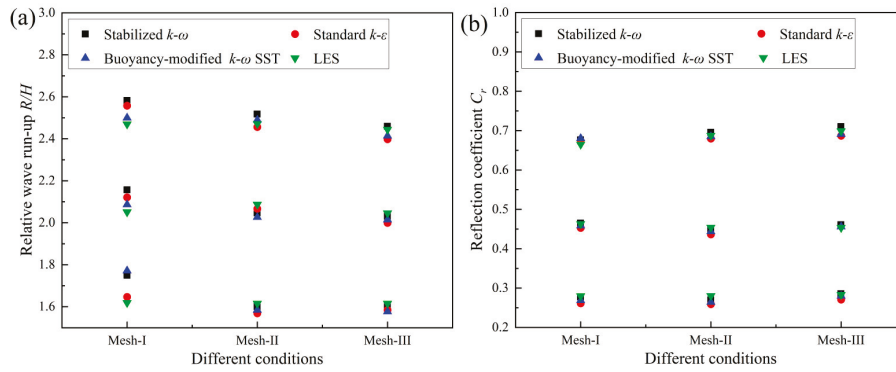 (a)
Stabilized k-ω
Standard k-ε
Buoyancy-modified k-ω SST
LES
Relative wave run-up R/H
3.0
2.8
2.6
2.4
2.2
2.0
1.8
1.6
Mesh-I
Mesh-II
Mesh-III
Different conditions
(b)
Stabilized k-ω
Standard k-ε
Buoyancy-modified k-ω SST
LES
Reflection coefficient Cr
1.0
0.9
0.8
0.7
0.6
0.5
0.4
0.3
0.2
Mesh-I
Mesh-II
Mesh-III
Different conditions